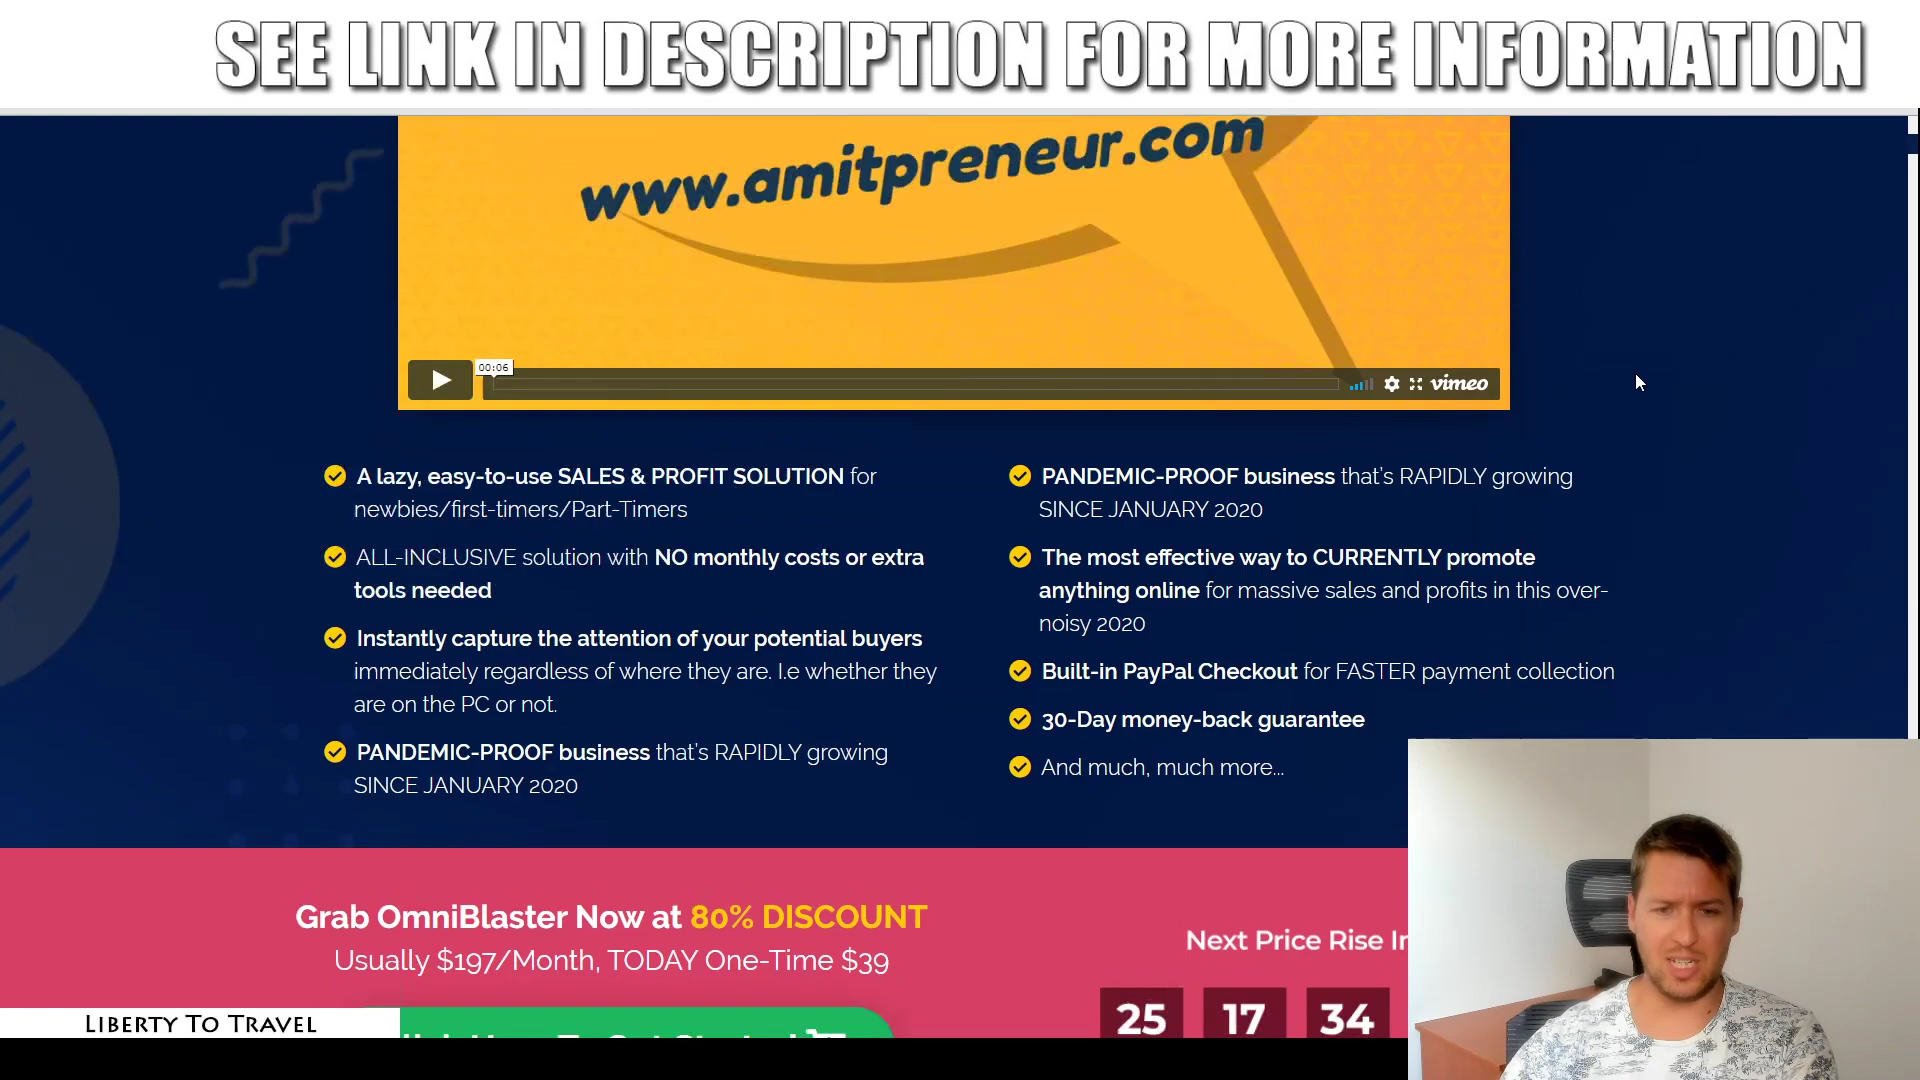 SEE LINK IN DESCRIPTION FOR MORE INFORMATION
www.amitpreneur.com
00:06
vimeo
A lazy, easy-to-use SALES & PROFIT SOLUTION for
newbies/first-timers/Part-Timers
ALL-INCLUSIVE solution with NO monthly costs or extra
tools needed
Instantly capture the attention of your potential buyers
immediately regardless of where they are. I.e whether they
are on the PC or not.
PANDEMIC-PROOF business that's RAPIDLY growing
SINCE JANUARY 2020
PANDEMIC-PROOF business that's RAPIDLY growing
SINCE JANUARY 2020
The most effective way to CURRENTLY promote
anything online for massive sales and profits in this over-
noisy 2020
Built-in PayPal Checkout for FASTER payment collection
30-Day money-back guarantee
And much, much more...
Grab OmniBlaster Now at 80% DISCOUNT
Usually $197/Month, TODAY One-Time $39
Next Price Rise In
25 17 34
LIBERTY TO TRAVEL